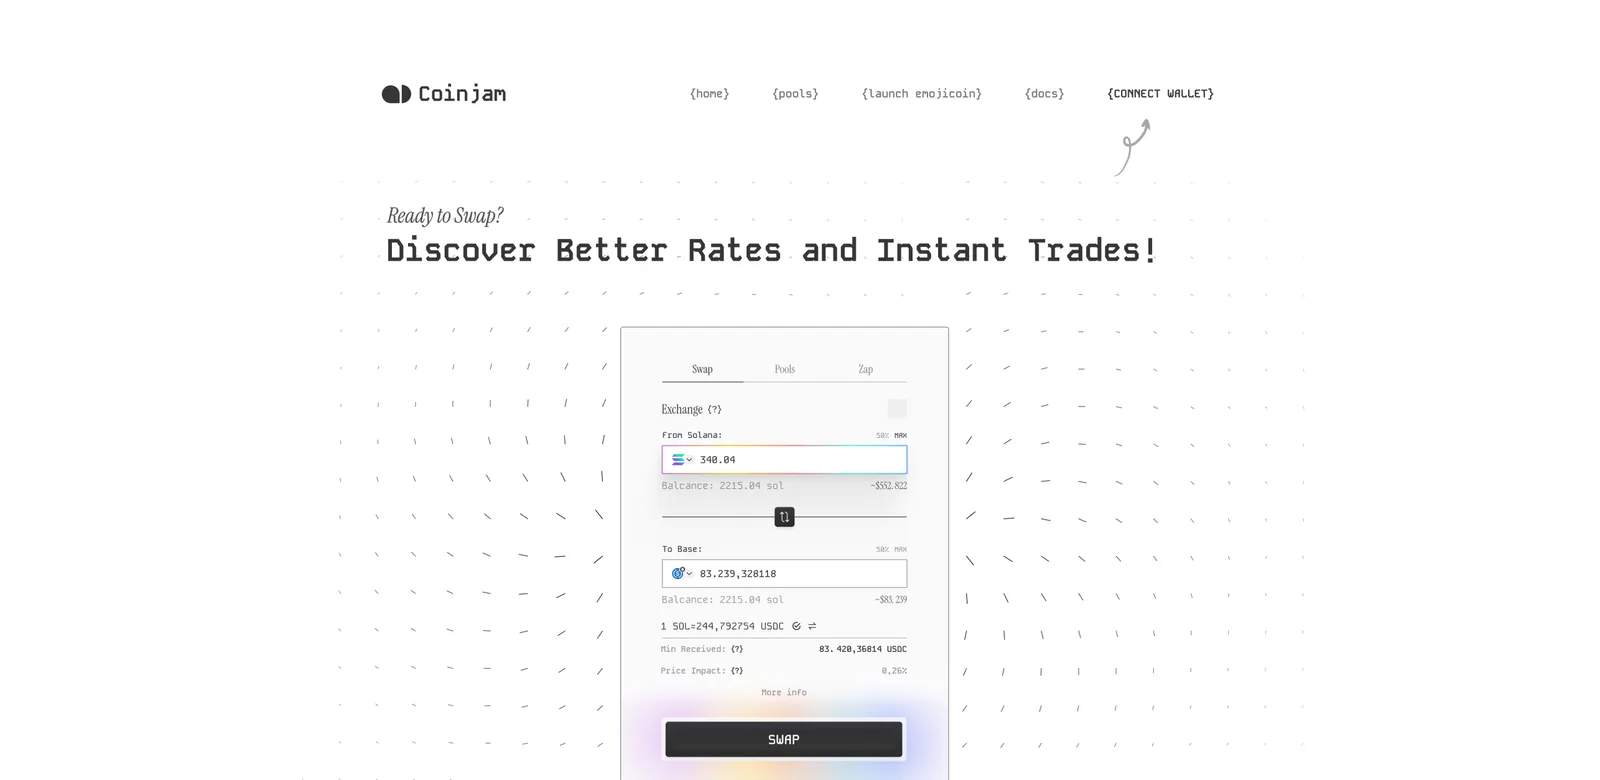 Coinjam
{home} {pools} {launch emojicoin} {docs} {CONNECT WALLET}
Ready to Swap?
Discover Better Rates and Instant Trades!
Swap Pools Zap
Exchange {?}
From Solana: 50% MAX
340.04
Balcance: 2215.04 sol ~$552.822
To Base: 50% MAX
83.239,328118
Balcance: 2215.04 sol ~$83.239
1 SOL≈244,792754 USDC
Min Received: {?} 83.420,36814 USDC
Price Impact: {?} 0,26%
More info
SWAP